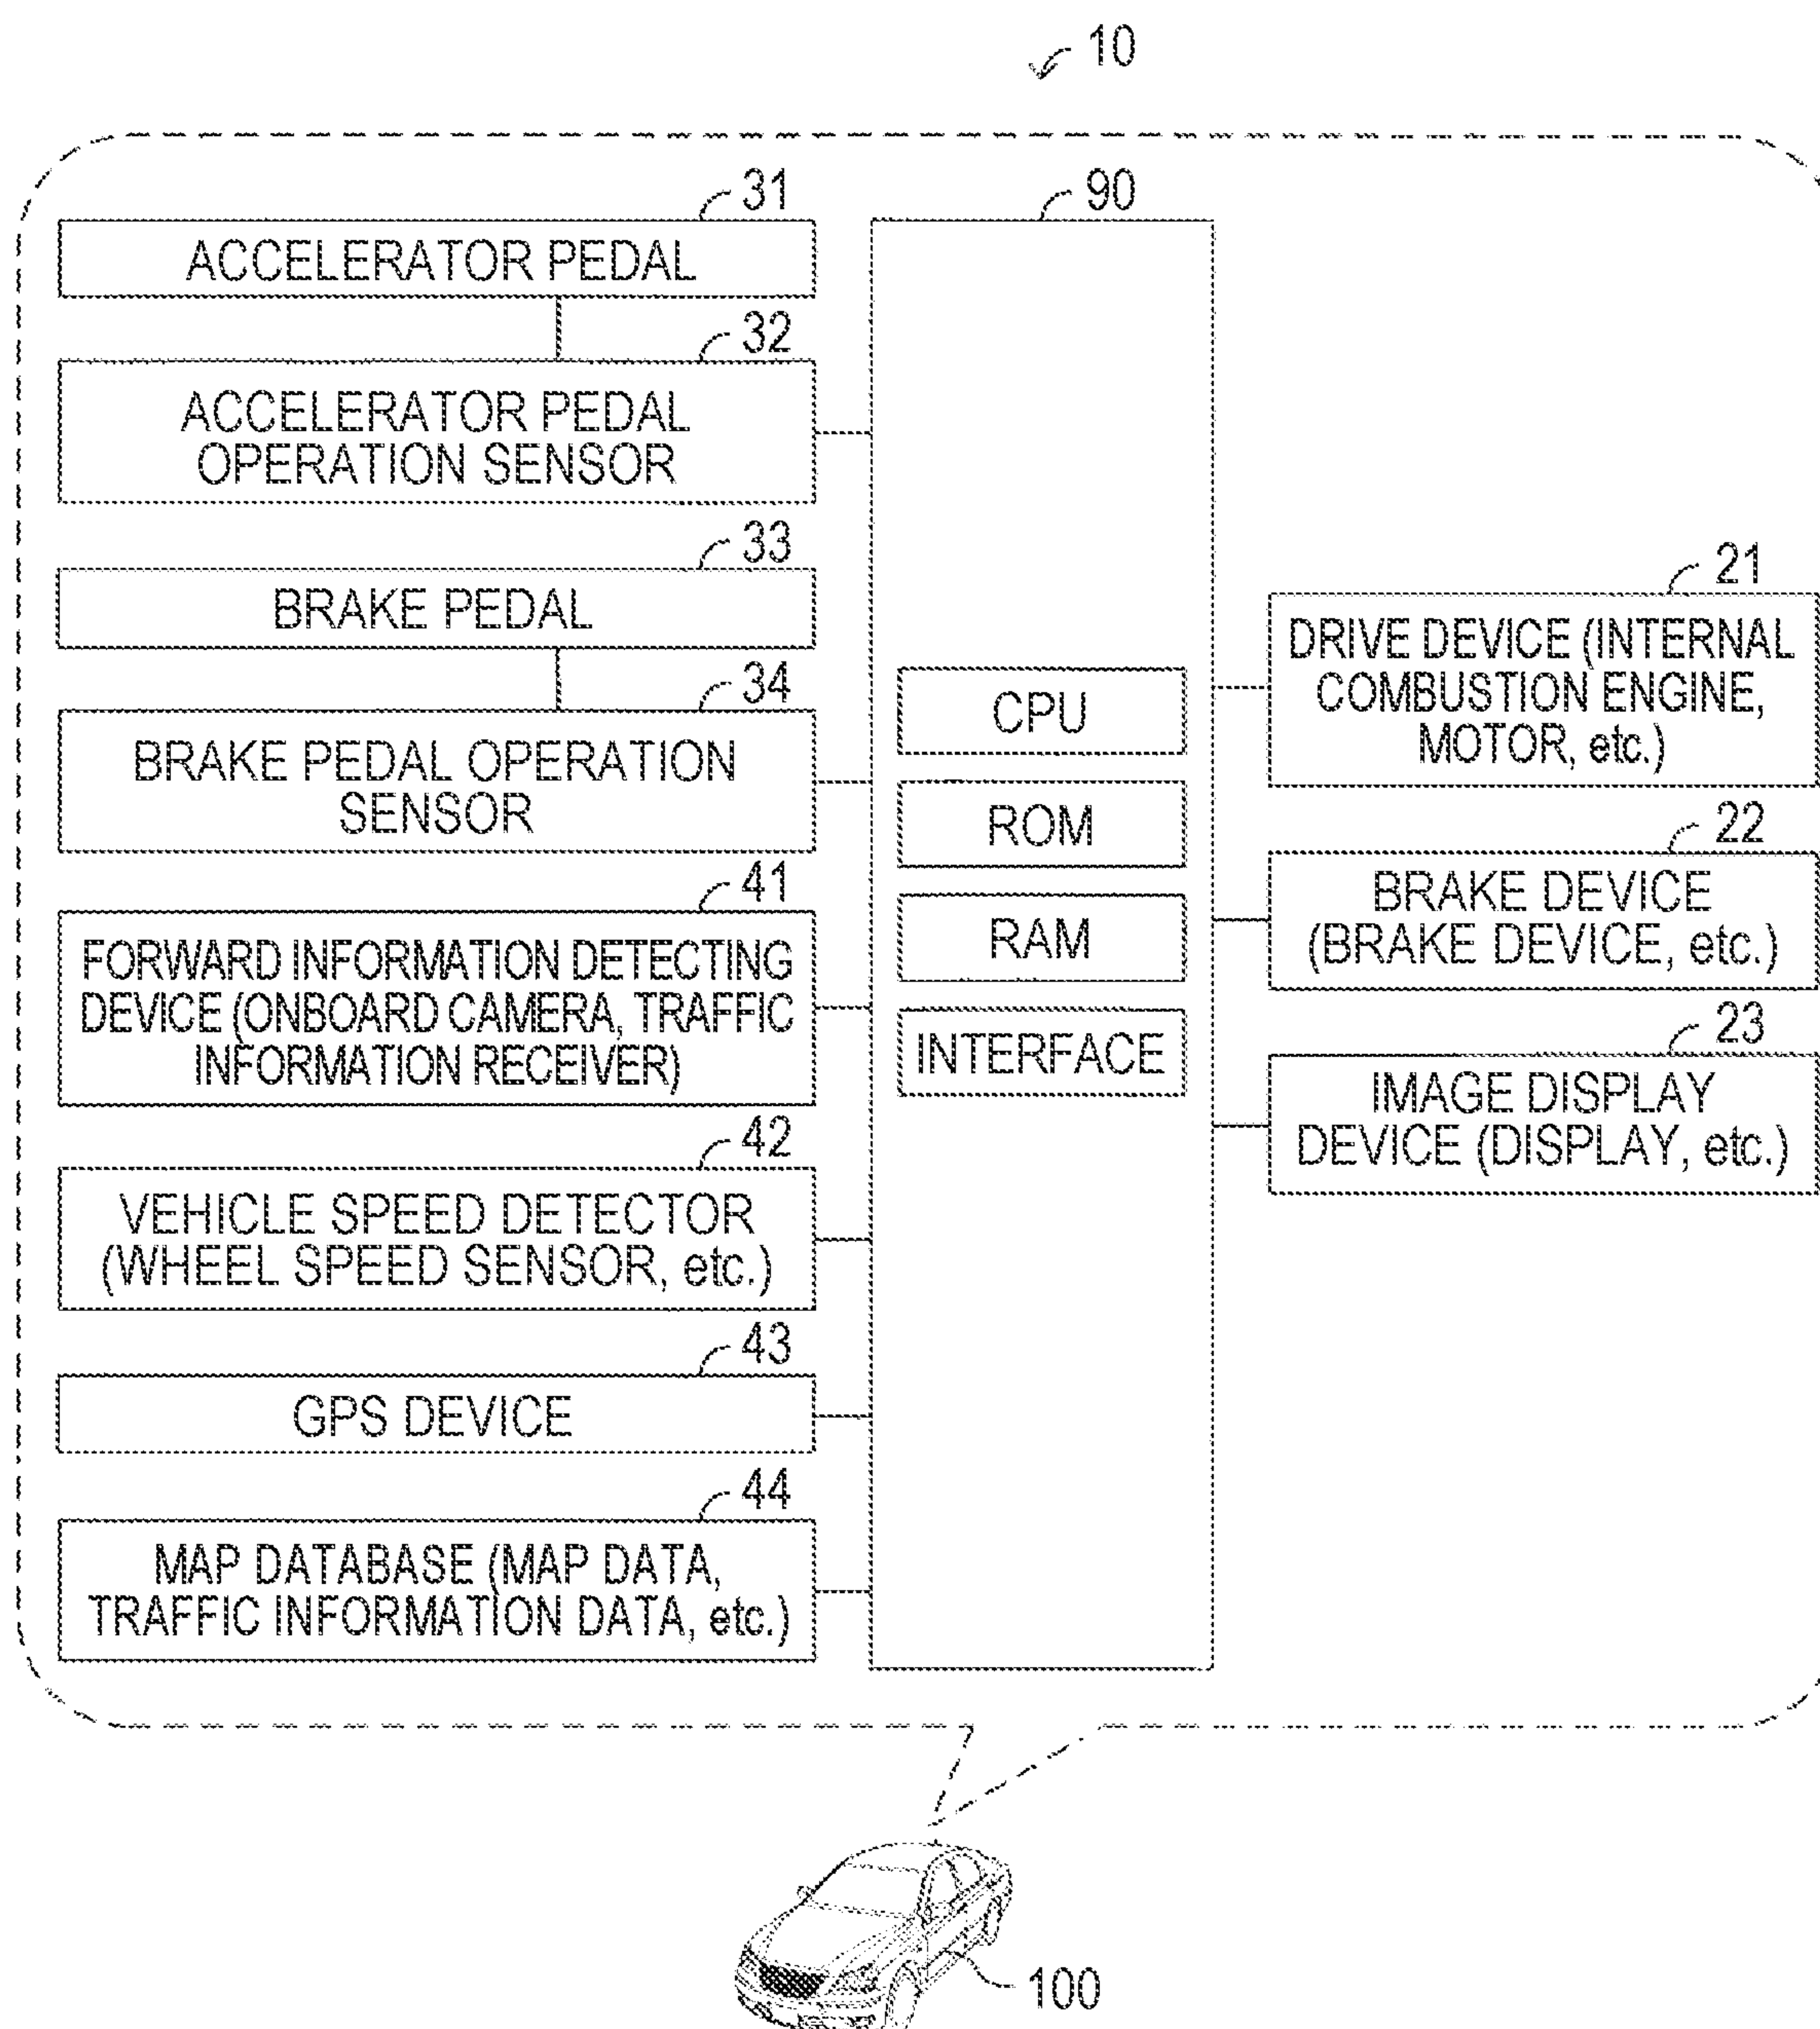 10
31
ACCELERATOR PEDAL
32
ACCELERATOR PEDAL
OPERATION SENSOR
33
BRAKE PEDAL
34
BRAKE PEDAL OPERATION
SENSOR
41
FORWARD INFORMATION DETECTING
DEVICE (ONBOARD CAMERA, TRAFFIC
INFORMATION RECEIVER)
42
VEHICLE SPEED DETECTOR
(WHEEL SPEED SENSOR, etc.)
43
GPS DEVICE
44
MAP DATABASE (MAP DATA,
TRAFFIC INFORMATION DATA, etc.)
90
CPU
ROM
RAM
INTERFACE
21
DRIVE DEVICE (INTERNAL
COMBUSTION ENGINE,
MOTOR, etc.)
22
BRAKE DEVICE
(BRAKE DEVICE, etc.)
23
IMAGE DISPLAY
DEVICE (DISPLAY, etc.)
100